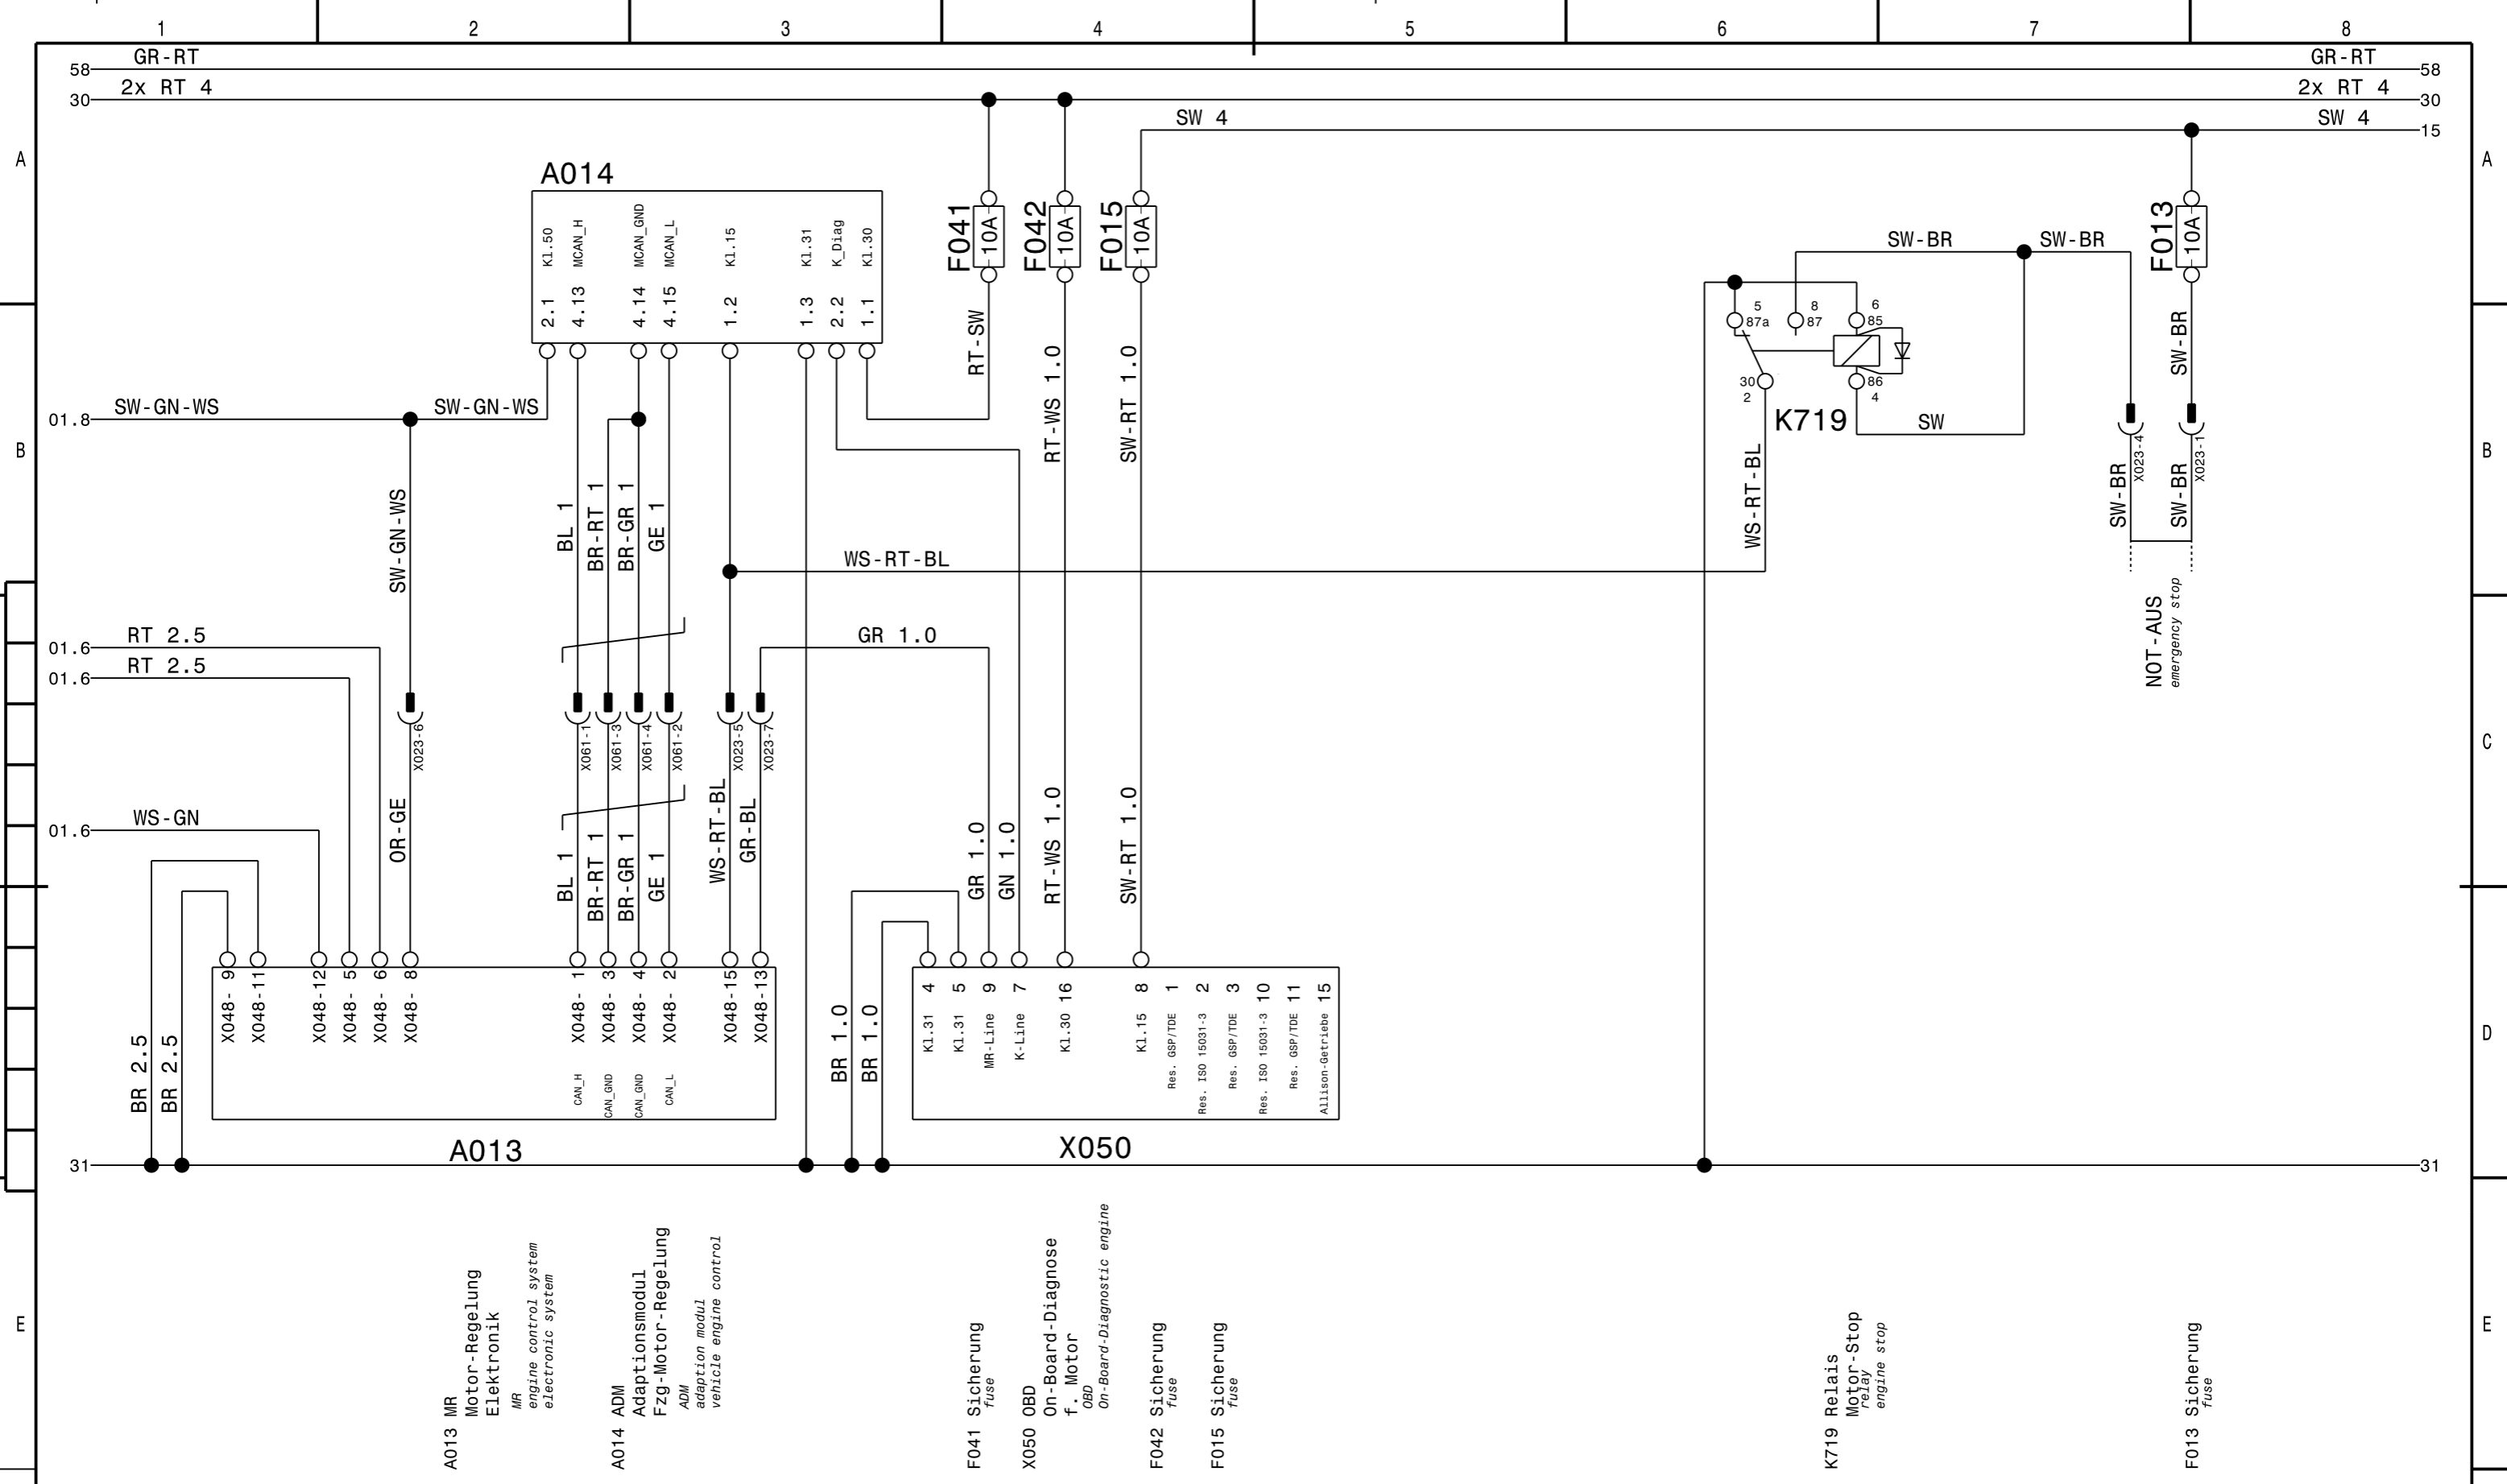 1 2 3 4 5 6 7 8
GR-RT GR-RT
58 58
2x RT 4 2x RT 4
30 30
SW 4 SW 4
15
A A
A014
Kl.50 MCAN_H MCAN_GND MCAN_L Kl.15 Kl.31 K_Diag Kl.30
2.1 4.13 4.14 4.15 1.2 1.3 2.2 1.1
F041 10A F042 10A F015 10A F013 10A
SW-BR SW-BR
RT-SW RT-WS 1.0 SW-RT 1.0 SW-BR
5 8 6
87a 87 85
30 86
2 4
K719
SW
01.8 SW-GN-WS SW-GN-WS
B B
SW-GN-WS BL 1 BR-RT 1 BR-GR 1 GE 1
WS-RT-BL
WS-RT-BL
SW-BR X023-4 SW-BR X023-1
NOT-AUS
emergency stop
01.6 RT 2.5
01.6 RT 2.5
GR 1.0
X023-6 X061-1 X061-3 X061-4 X061-2 X023-5 X023-7
C C
01.6 WS-GN
OR-GE BL 1 BR-RT 1 BR-GR 1 GE 1 WS-RT-BL GR-BL
GR 1.0 GN 1.0 RT-WS 1.0 SW-RT 1.0
X048- 9 X048-11 X048-12 X048- 5 X048- 6 X048- 8 X048- 1 X048- 3 X048- 4 X048- 2 X048-15 X048-13
CAN_H CAN_GND CAN_GND CAN_L
4 5 9 7 16 8 1 2 3 10 11 15
Kl.31 Kl.31 MR-Line K-Line Kl.30 Kl.15 Res. GSP/TDE Res. ISO 15031-3 Res. GSP/TDE Res. ISO 15031-3 Res. GSP/TDE Allison-Getriebe
D D
BR 2.5 BR 2.5 BR 1.0 BR 1.0
A013 X050
31 31
E E
A013 MR
Motor-Regelung
Elektronik
MR
engine control system
electronic system
A014 ADM
Adaptionsmodul
Fzg-Motor-Regelung
ADM
adaption modul
vehicle engine control
F041 Sicherung
fuse
X050 OBD
On-Board-Diagnose
f. Motor
OBD
On-Board-Diagnostic engine
F042 Sicherung
fuse
F015 Sicherung
fuse
K719 Relais
Motor-Stop
relay
engine stop
F013 Sicherung
fuse